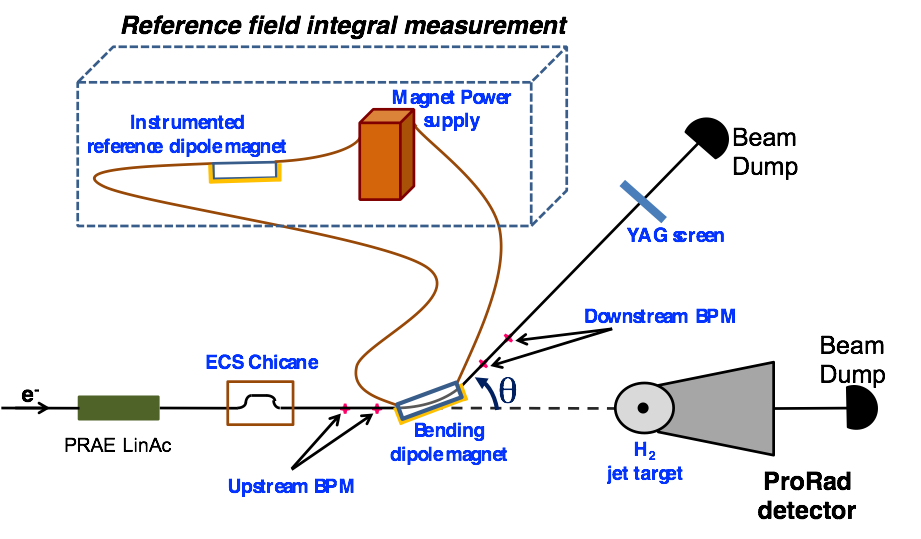 Reference field integral measurement
Magnet Power
supply
Instrumented
reference dipole magnet
Beam
Dump
YAG screen
Downstream BPM
ECS Chicane
Beam
Dump
e-
θ
PRAE LinAc
Bending
dipole magnet
H2
jet target
Upstream BPM
ProRad
detector